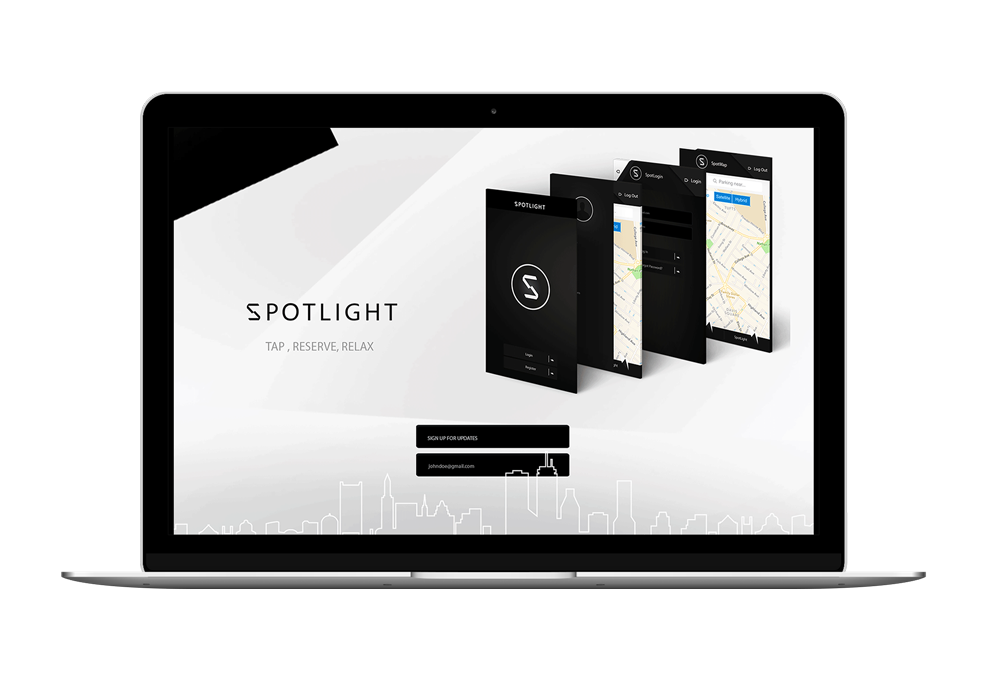 SPOTLIGHT
TAP , RESERVE, RELAX
SIGN UP FOR UPDATES
johndoe@gmail.com
SPOTLIGHT
Login
Register
Log Out
SpotLogin
Login
SpotMap
Log Out
Parking near...
Satellite
Hybrid
SpotLight